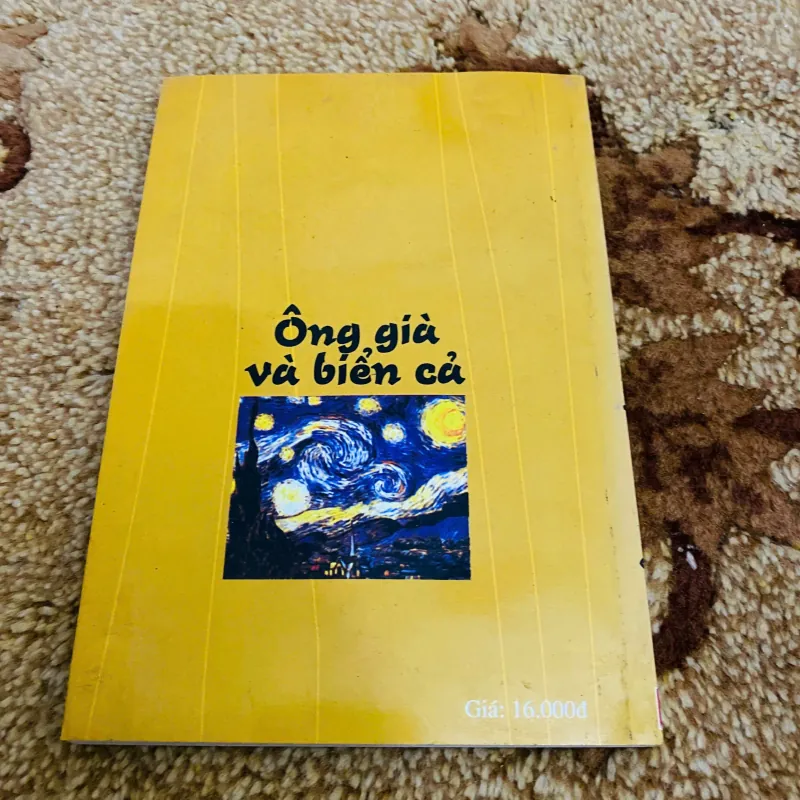 Ông già
và biển cả
Giá: 16.000đ